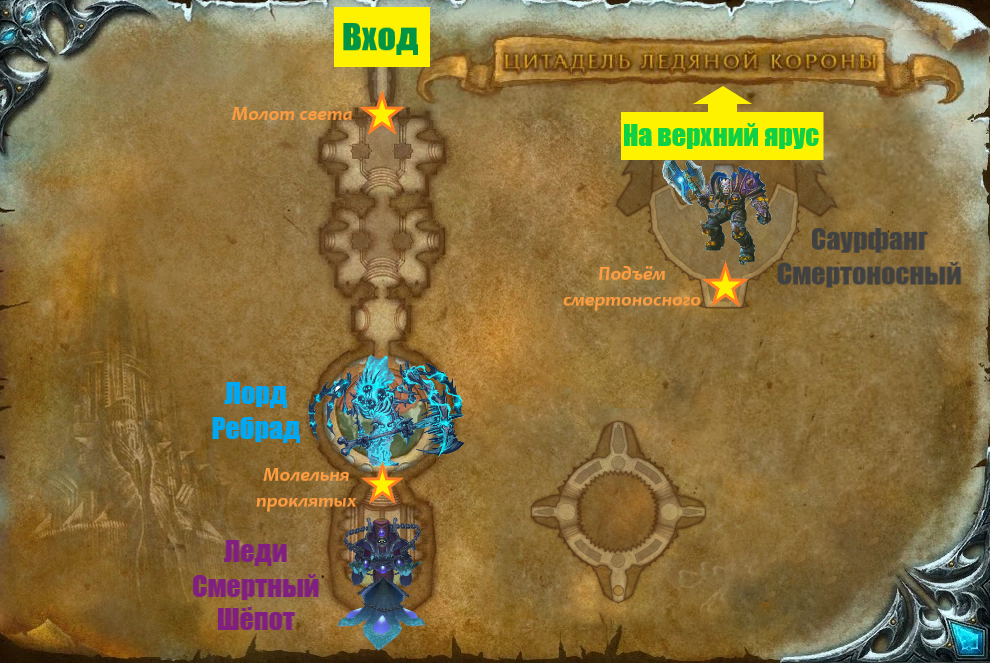 Вход
ЦИТАДЕЛЬ ЛЕДЯНОЙ КОРОНЫ
Молот света
На верхний ярус
Саурфанг
Смертоносный
Подъём
смертоносного
Лорд
Ребрад
Молельня
проклятых
Леди
Смертный
Шёпот